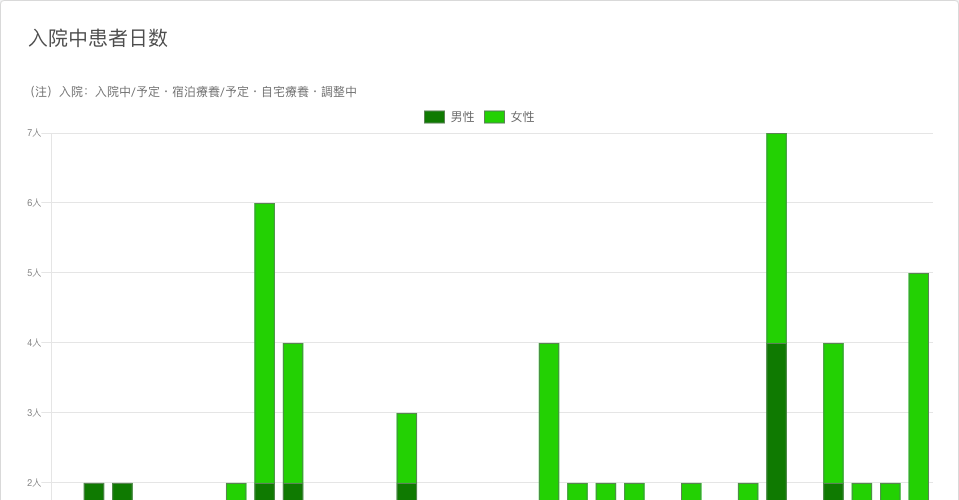 入院中患者日数
（注）入院：入院中/予定・宿泊療養/予定・自宅療養・調整中
男性 女性
7人
6人
5人
4人
3人
2人